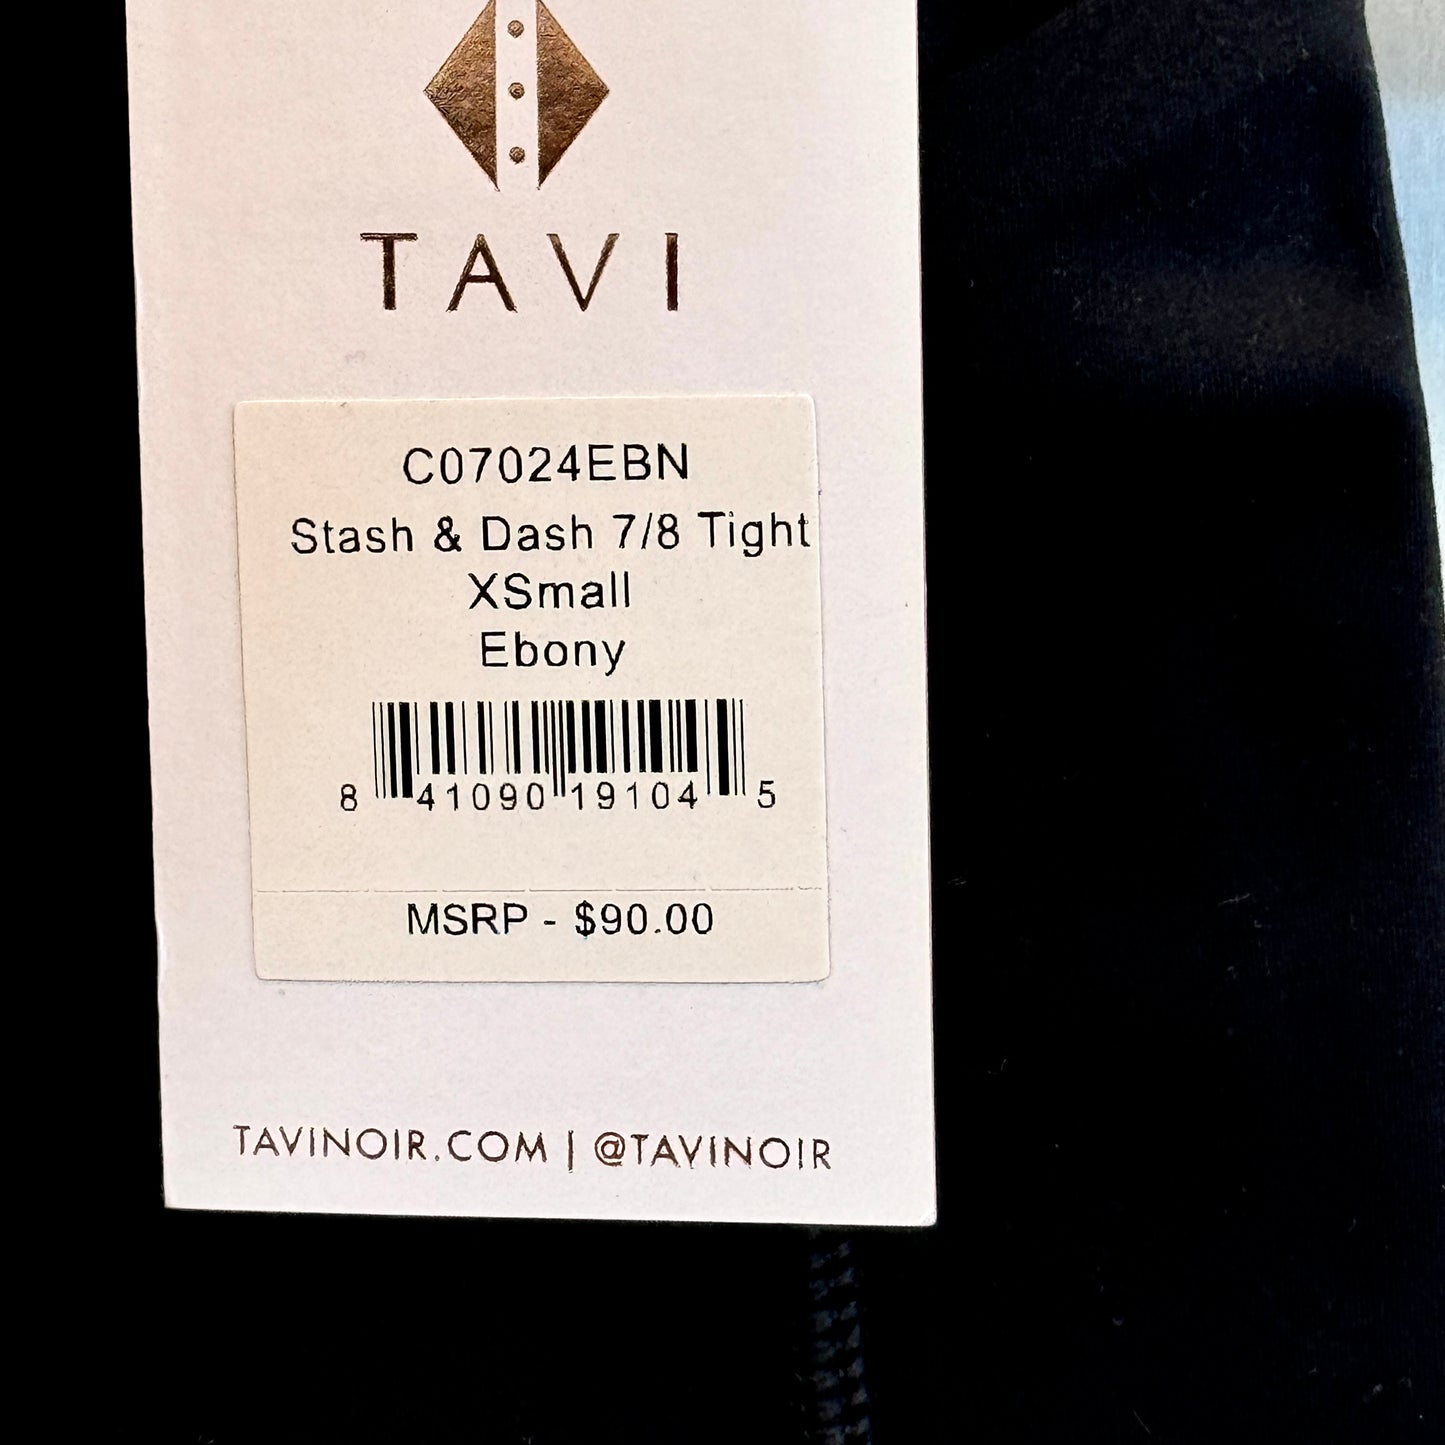 TAVI
C07024EBN
Stash & Dash 7/8 Tight
XSmall
Ebony
8 41090 19104 5
MSRP - $90.00
TAVINOIR.COM | @TAVINOIR